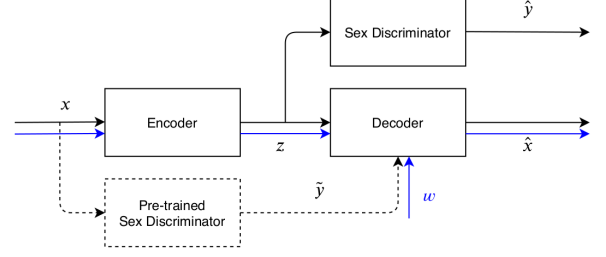 ŷ
Sex Discriminator
x
Encoder
Decoder
z
x̂
Pre-trained
Sex Discriminator
ỹ
w